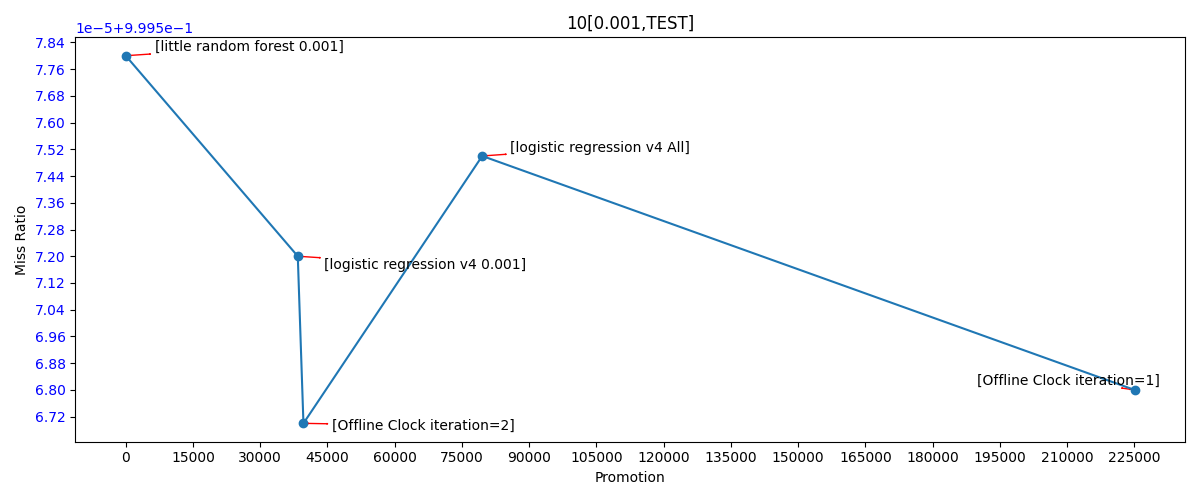 10[0.001,TEST]
1e−5+9.995e−1
7.84
7.76
7.68
7.60
7.52
7.44
7.36
7.28
7.20
7.12
7.04
6.96
6.88
6.80
6.72
Miss Ratio
[little random forest 0.001]
[logistic regression v4 All]
[logistic regression v4 0.001]
[Offline Clock iteration=1]
[Offline Clock iteration=2]
0 15000 30000 45000 60000 75000 90000 105000 120000 135000 150000 165000 180000 195000 210000 225000
Promotion